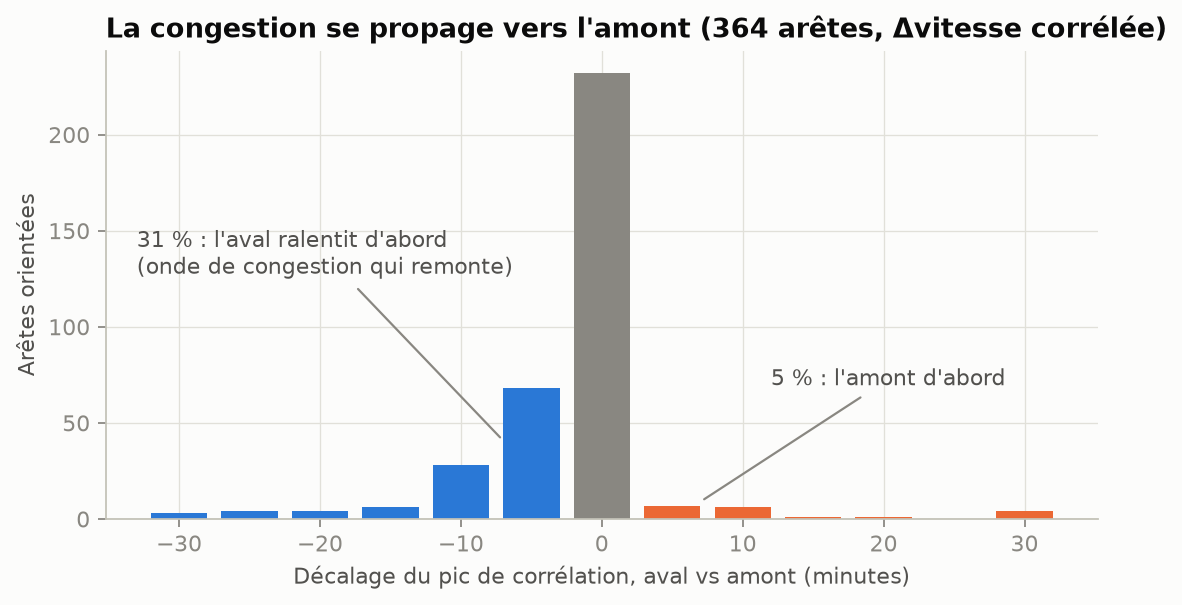 La congestion se propage vers l'amont (364 arêtes, Δvitesse corrélée)
Arêtes orientées
200
150
100
50
0
31 % : l'aval ralentit d'abord
(onde de congestion qui remonte)
5 % : l'amont d'abord
−30
−20
−10
0
10
20
30
Décalage du pic de corrélation, aval vs amont (minutes)